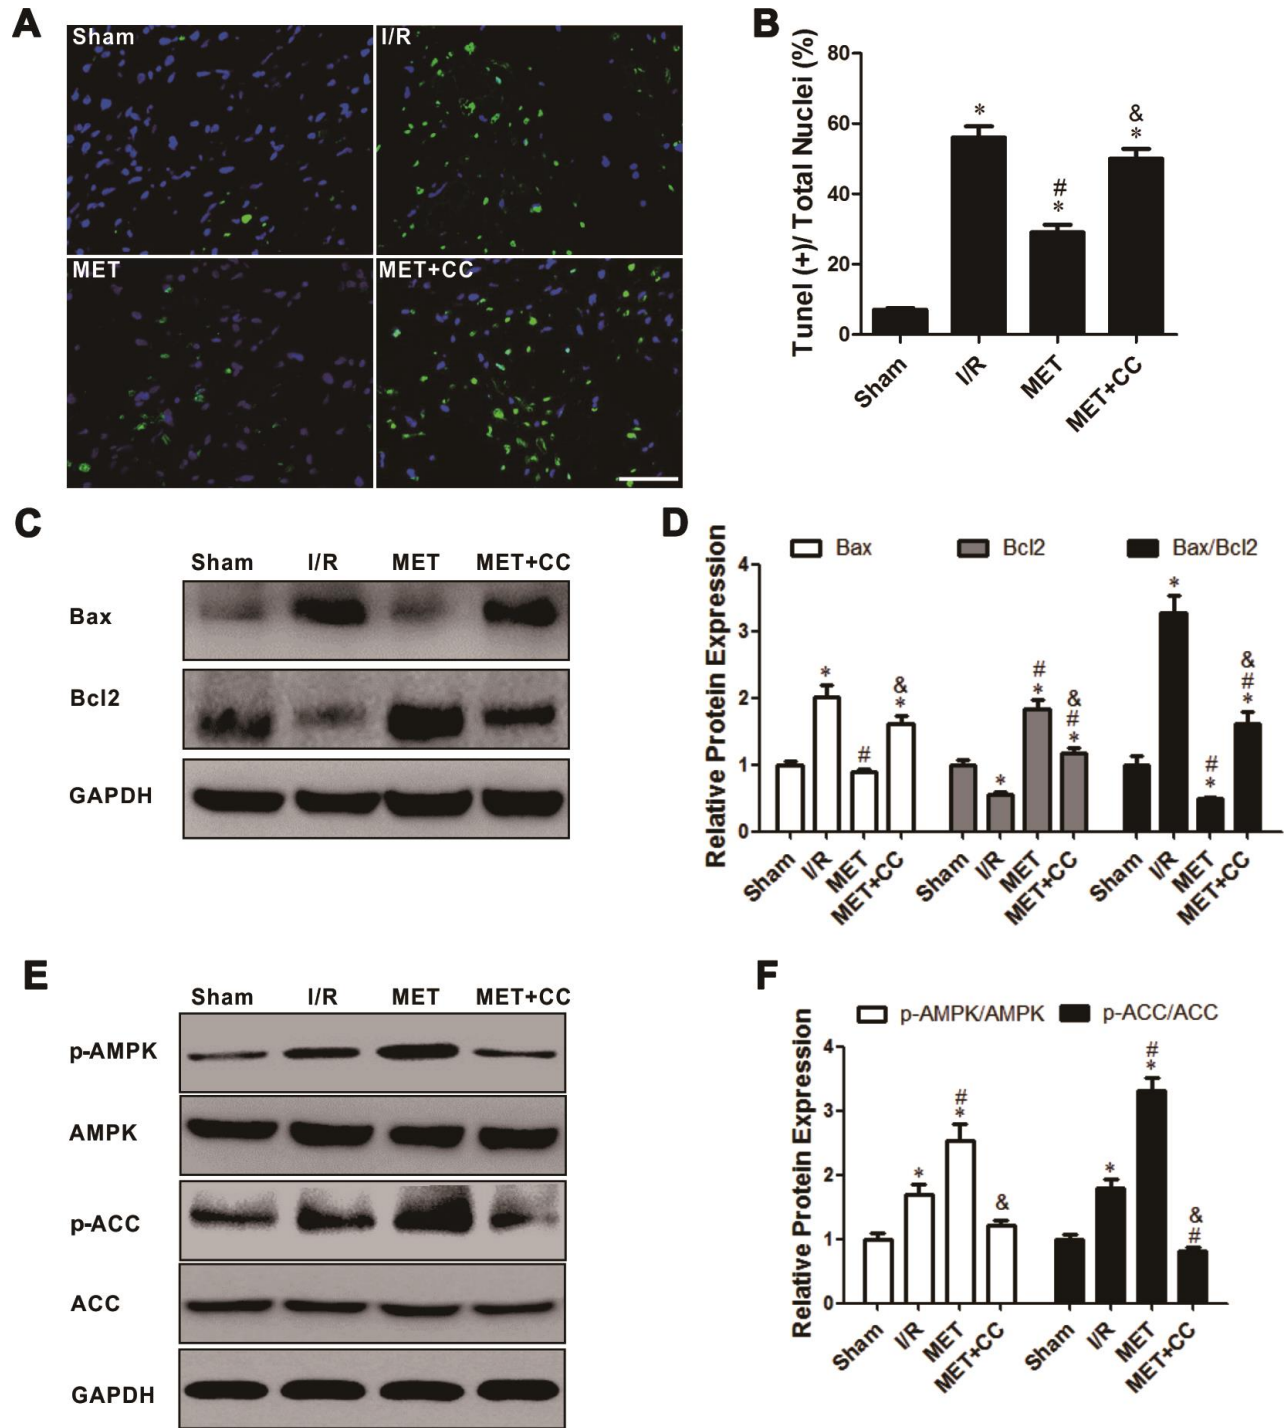 A
Sham
I/R
MET
MET+CC
B
Tunel (+)/ Total Nuclei (%)
80
60
40
20
0
*
#
*
&
*
Sham
I/R
MET
MET+CC
C
Sham I/R MET MET+CC
Bax
Bcl2
GAPDH
D
Bax Bcl2 Bax/Bcl2
Relative Protein Expression
4
3
2
1
0
*
#
&
*
*
#
*
&
#
*
*
#
*
&
#
*
Sham
I/R
MET
MET+CC
Sham
I/R
MET
MET+CC
Sham
I/R
MET
MET+CC
E
Sham I/R MET MET+CC
p-AMPK
AMPK
p-ACC
ACC
GAPDH
F
p-AMPK/AMPK p-ACC/ACC
Relative Protein Expression
4
3
2
1
0
*
#
*
&
*
#
*
&
#
Sham
I/R
MET
MET+CC
Sham
I/R
MET
MET+CC